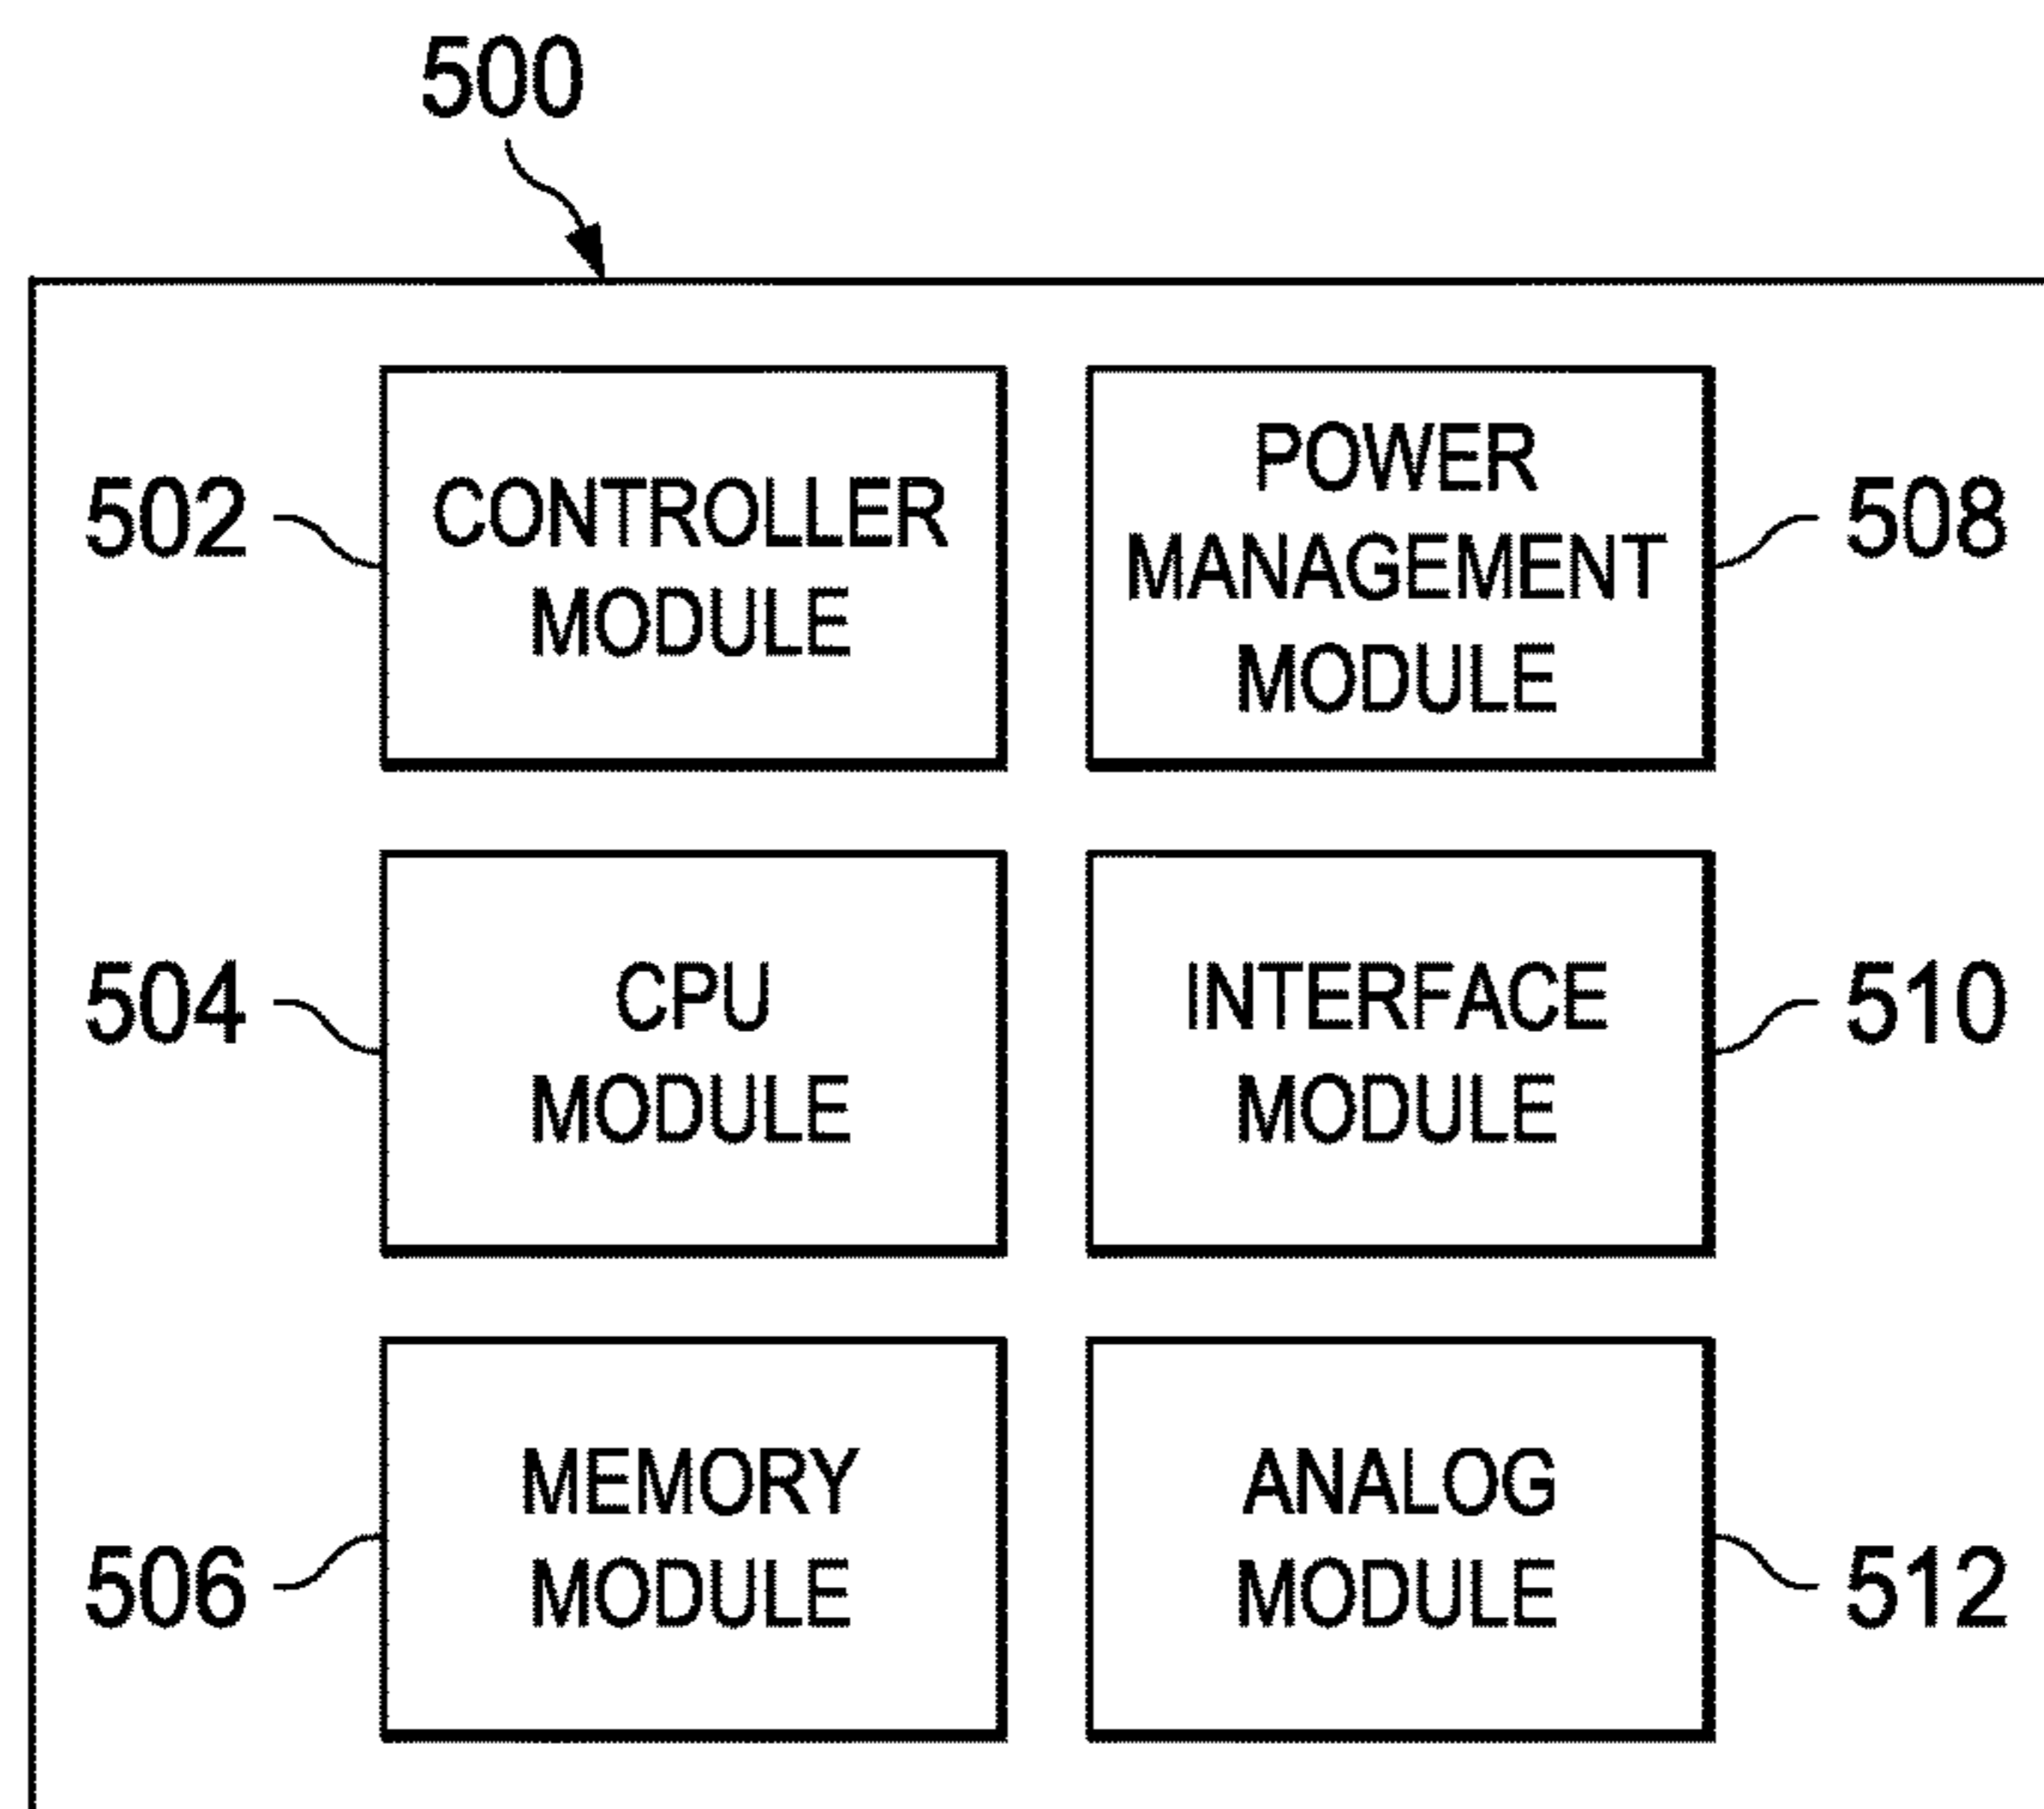 500
502
CONTROLLER
MODULE
POWER
MANAGEMENT
MODULE
508
504
CPU
MODULE
INTERFACE
MODULE
510
506
MEMORY
MODULE
ANALOG
MODULE
512